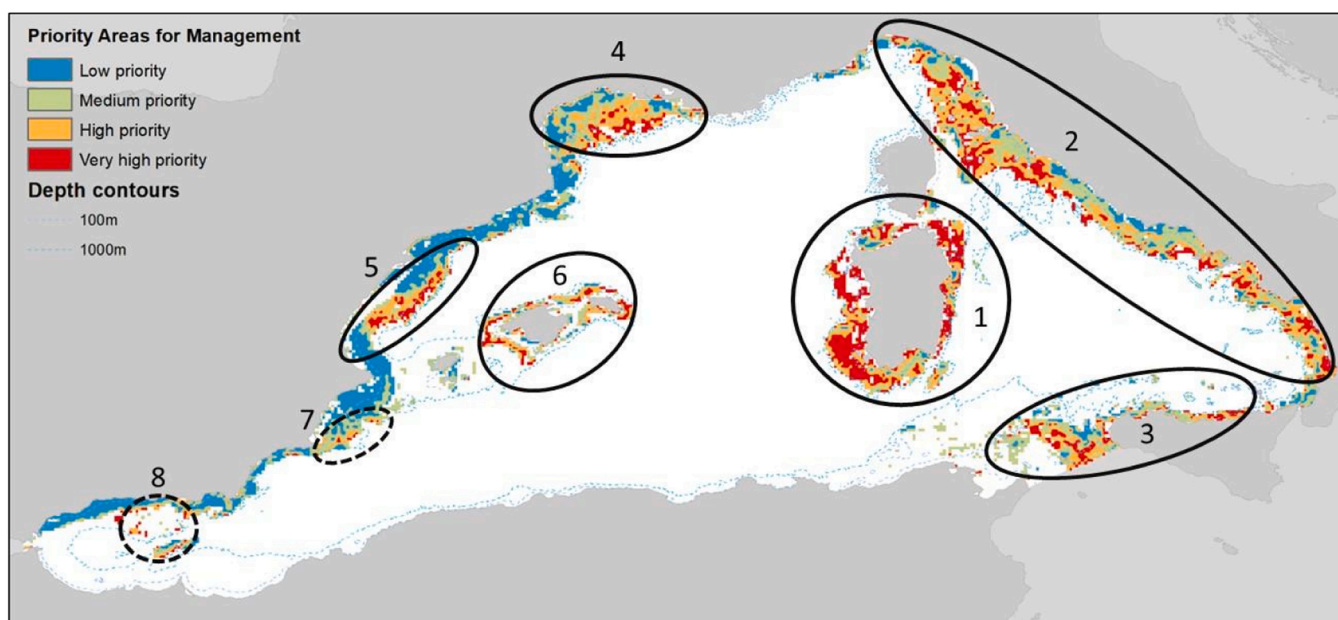 Priority Areas for Management
Low priority
Medium priority
High priority
Very high priority
Depth contours
100m
1000m
4
2
5
6
1
3
7
8